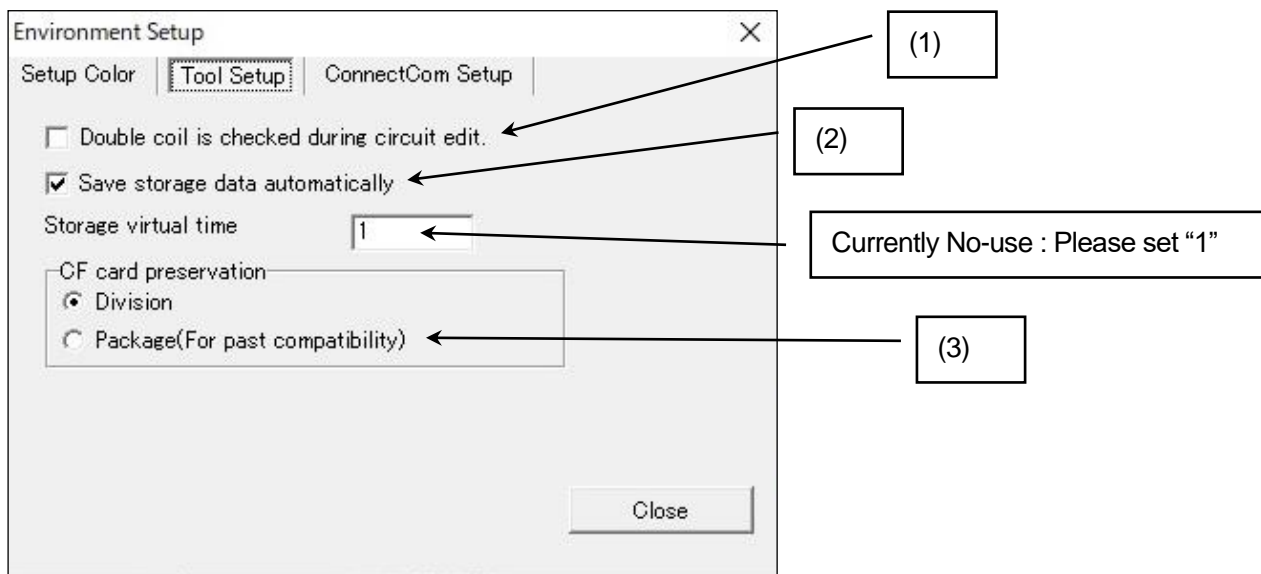 Environment Setup
(1)
Setup Color Tool Setup ConnectCom Setup
Double coil is checked during circuit edit.
(2)
Save storage data automatically
Storage virtual time 1
Currently No-use : Please set “1”
CF card preservation
Division
Package(For past compatibility)
(3)
Close